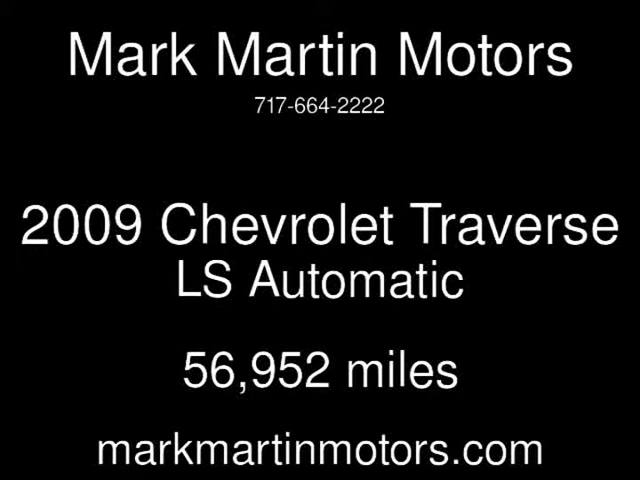 Mark Martin Motors
717-664-2222
2009 Chevrolet Traverse
LS Automatic
56,952 miles
markmartinmotors.com